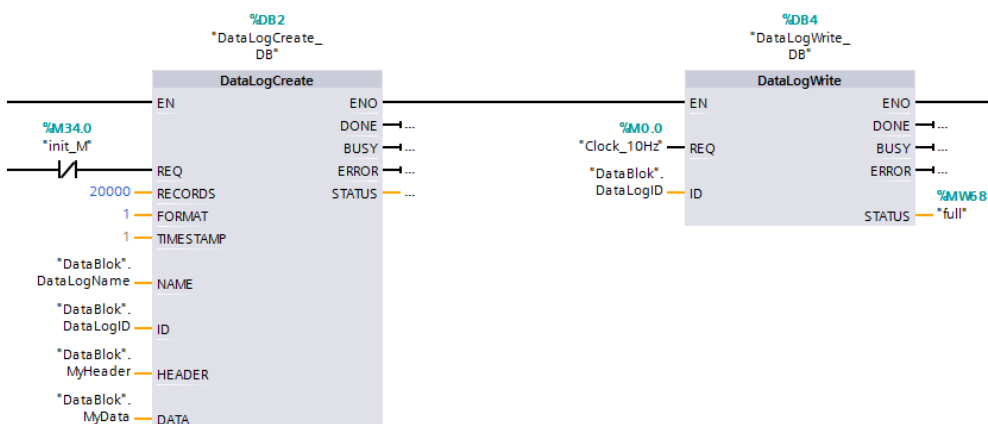 %DB2
"DataLogCreate_
DB"
DataLogCreate
EN
ENO
DONE
...
BUSY
...
%M34.0
"init_M"
REQ
ERROR
...
20000
RECORDS
STATUS
...
1
FORMAT
1
TIMESTAMP
"DataBlok".
DataLogName
NAME
"DataBlok".
DataLogID
ID
"DataBlok".
MyHeader
HEADER
"DataBlok".
MyData
DATA
%DB4
"DataLogWrite_
DB"
DataLogWrite
EN
ENO
DONE
...
%M0.0
"Clock_10Hz"
REQ
BUSY
...
"DataBlok".
DataLogID
ID
ERROR
...
STATUS
%MW68
"full"